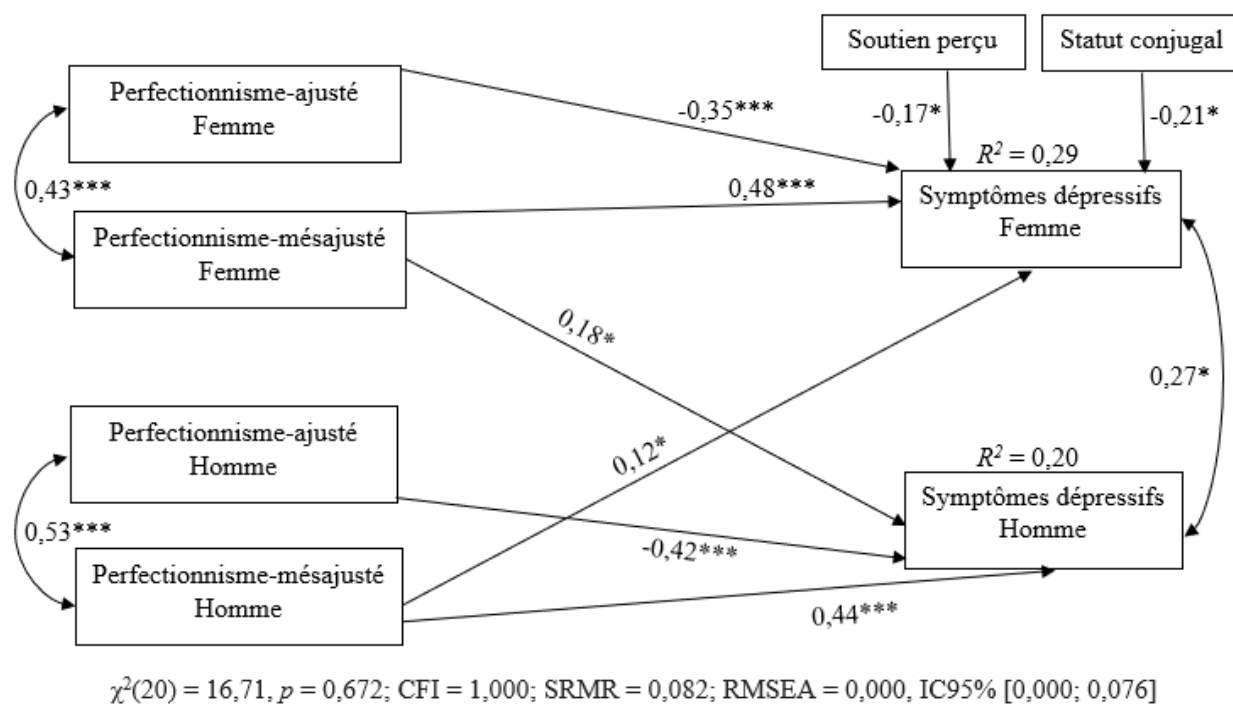 Soutien perçu
Statut conjugal
Perfectionnisme-ajusté
Femme
-0,35***
-0,17*
-0,21*
R² = 0,29
0,43***
0,48***
Symptômes dépressifs
Femme
Perfectionnisme-mésajusté
Femme
0,18*
0,27*
Perfectionnisme-ajusté
Homme
0,12*
R² = 0,20
Symptômes dépressifs
Homme
0,53***
-0,42***
Perfectionnisme-mésajusté
Homme
0,44***
χ²(20) = 16,71, p = 0,672; CFI = 1,000; SRMR = 0,082; RMSEA = 0,000, IC95% [0,000; 0,076]